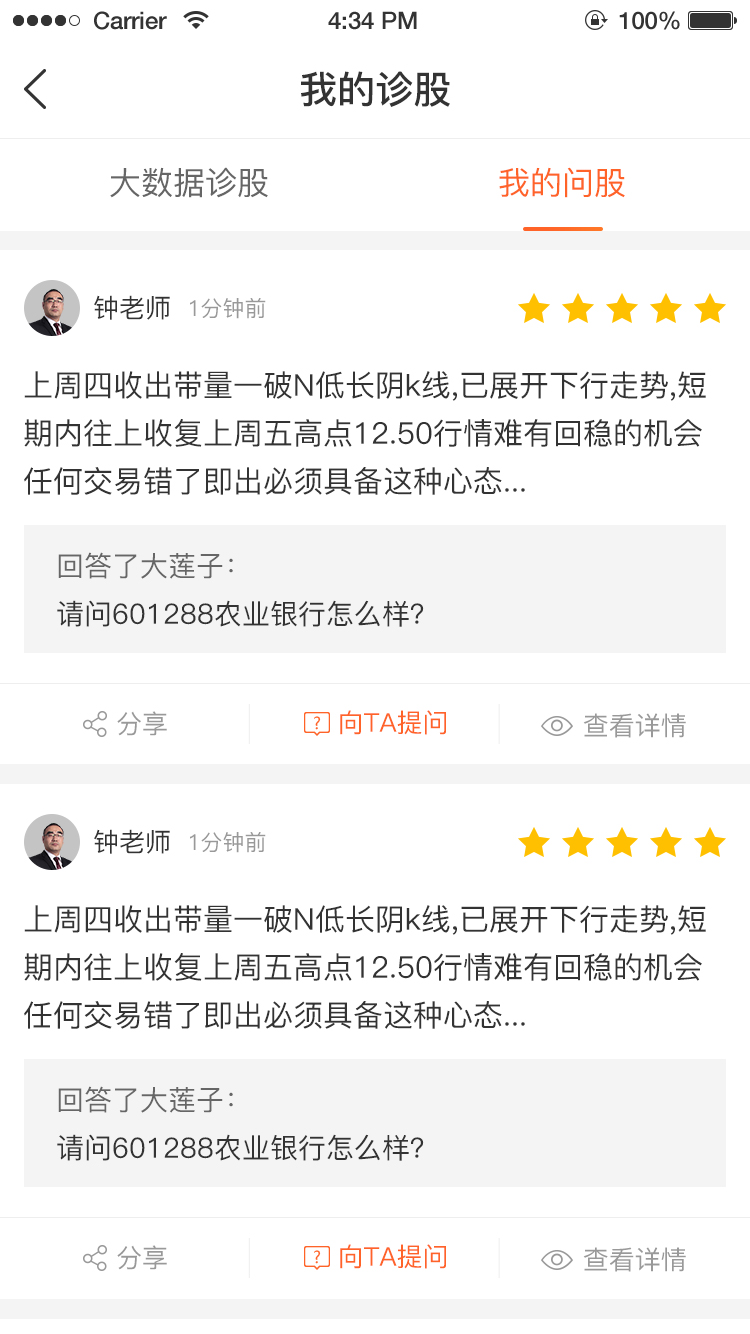 Carrier 4:34 PM 100%
我的诊股
大数据诊股 我的问股
钟老师 1分钟前
上周四收出带量一破N低长阴k线,已展开下行走势,短
期内往上收复上周五高点12.50行情难有回稳的机会
任何交易错了即出必须具备这种心态...
回答了大莲子:
请问601288农业银行怎么样?
分享 向TA提问 查看详情
钟老师 1分钟前
上周四收出带量一破N低长阴k线,已展开下行走势,短
期内往上收复上周五高点12.50行情难有回稳的机会
任何交易错了即出必须具备这种心态...
回答了大莲子:
请问601288农业银行怎么样?
分享 向TA提问 查看详情